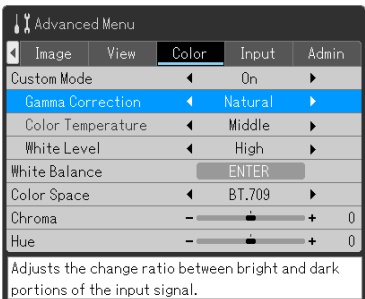 Advanced Menu
Image View Color Input Admin
Custom Mode On
Gamma Correction Natural
Color Temperature Middle
White Level High
White Balance ENTER
Color Space BT.709
Chroma - + 0
Hue - + 0
Adjusts the change ratio between bright and dark
portions of the input signal.